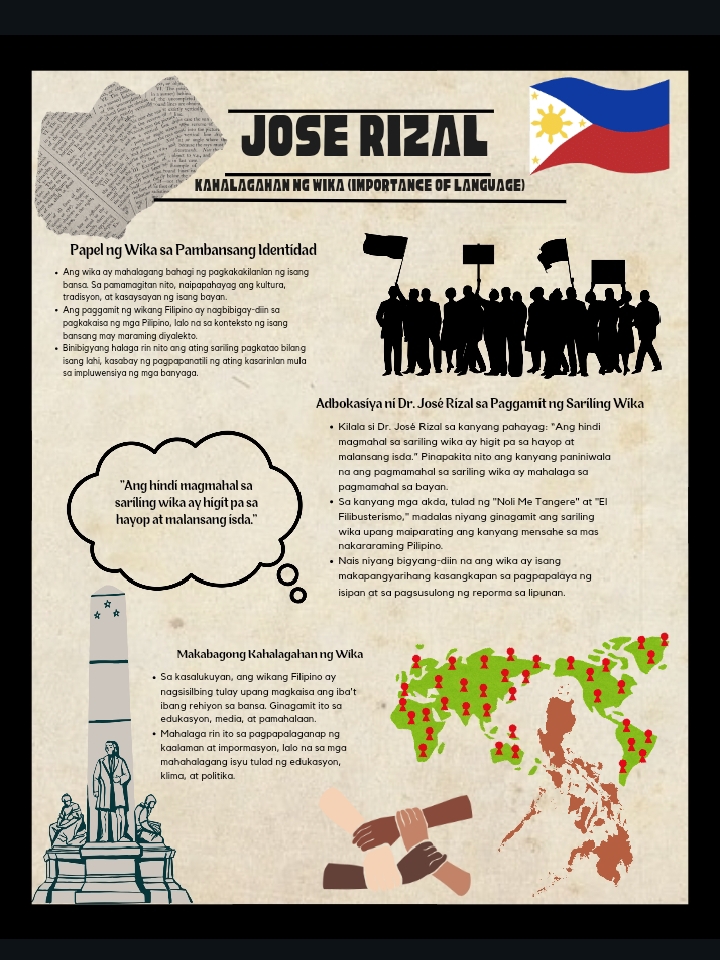 JOSE RIZAL
KAHALAGAHAN NG WIKA (IMPORTANCE OF LANGUAGE)
Papel ng Wika sa Pambansang Identidad
• Ang wika ay mahalagang bahagi ng pagkakakilanlan ng isang
bansa. Sa pamamagitan nito, naipapahayag ang kultura,
tradisyon, at kasaysayan ng isang bayan.
• Ang paggamit ng wikang Filipino ay nagbibigay-diin sa
pagkakaisa ng mga Pilipino, lalo na sa konteksto ng isang
bansang may maraming diyalekto.
• Binibigyang halaga rin nito ang ating sariling pagkatao bilang
isang lahi, kasabay ng pagpapanatili ng ating kasarinlan mula
sa impluwensiya ng mga banyaga.
Adbokasiya ni Dr. José Rizal sa Paggamit ng Sariling Wika
• Kilala si Dr. José Rizal sa kanyang pahayag: "Ang hindi
magmahal sa sariling wika ay higit pa sa hayop at
malansang isda." Pinapakita nito ang kanyang paniniwala
na ang pagmamahal sa sariling wika ay mahalaga sa
pagmamahal sa bayan.
• Sa kanyang mga akda, tulad ng "Noli Me Tangere" at "El
Filibusterismo," madalas niyang ginagamit ang sariling
wika upang maiparating ang kanyang mensahe sa mas
nakararaming Pilipino.
• Nais niyang bigyang-diin na ang wika ay isang
makapangyarihang kasangkapan sa pagpapalaya ng
isipan at sa pagsusulong ng reporma sa lipunan.
"Ang hindi magmahal sa
sariling wika ay higit pa sa
hayop at malansang isda."
Makabagong Kahalagahan ng Wika
• Sa kasalukuyan, ang wikang Filipino ay
nagsisilbing tulay upang magkaisa ang iba't
ibang rehiyon sa bansa. Ginagamit ito sa
edukasyon, media, at pamahalaan.
• Mahalaga rin ito sa pagpapalaganap ng
kaalaman at impormasyon, lalo na sa mga
mahahalagang isyu tulad ng edukasyon,
klima, at politika.